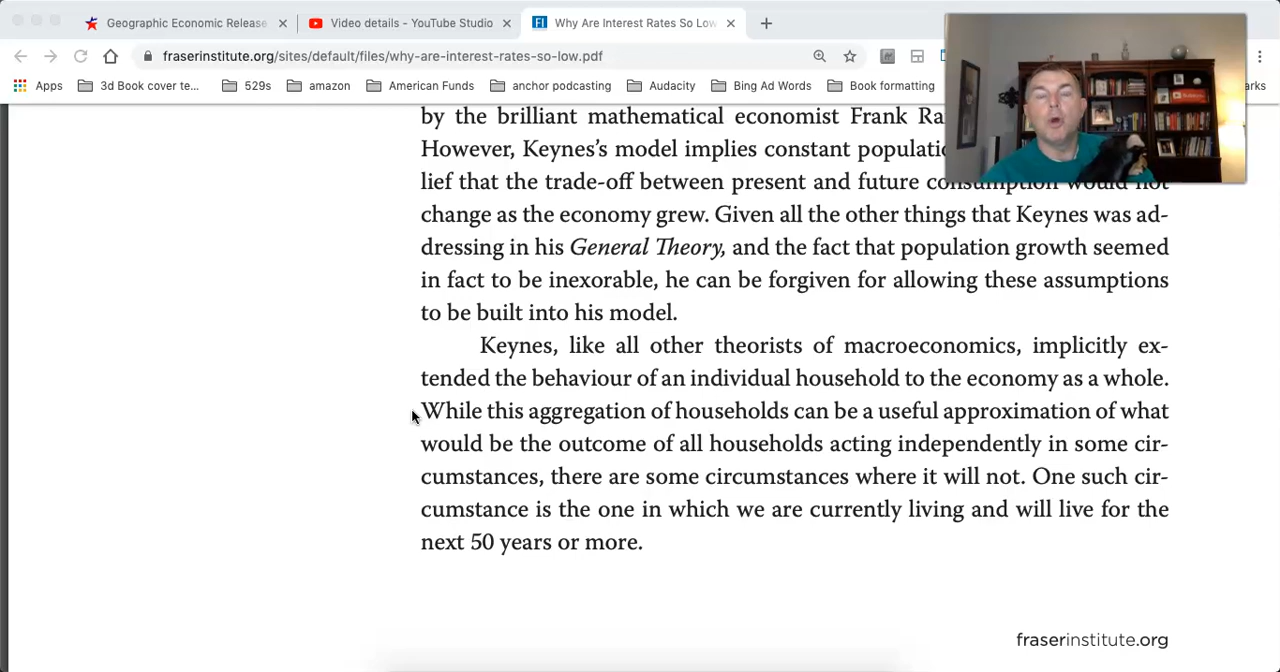 Geographic Economic Release
Video details - YouTube Studio
FI Why Are Interest Rates So Low
fraserinstitute.org/sites/default/files/why-are-interest-rates-so-low.pdf
Apps 3d Book cover te... 529s amazon American Funds anchor podcasting Audacity Bing Ad Words Book formatting
by the brilliant mathematical economist Frank Ra
However, Keynes's model implies constant populatio
lief that the trade-off between present and future consumption would not
change as the economy grew. Given all the other things that Keynes was ad-
dressing in his General Theory, and the fact that population growth seemed
in fact to be inexorable, he can be forgiven for allowing these assumptions
to be built into his model.
Keynes, like all other theorists of macroeconomics, implicitly ex-
tended the behaviour of an individual household to the economy as a whole.
While this aggregation of households can be a useful approximation of what
would be the outcome of all households acting independently in some cir-
cumstances, there are some circumstances where it will not. One such cir-
cumstance is the one in which we are currently living and will live for the
next 50 years or more.
fraserinstitute.org